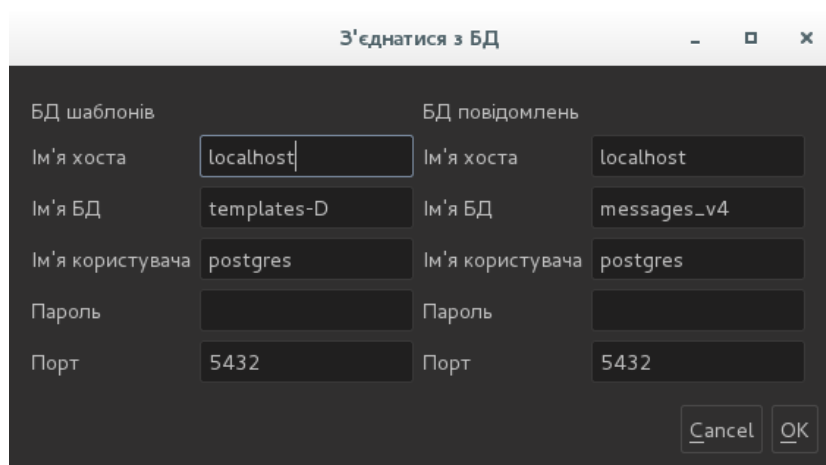 З'єднатися з БД
БД шаблонів БД повідомлень
Ім'я хоста localhost Ім'я хоста localhost
Ім'я БД templates-D Ім'я БД messages_v4
Ім'я користувача postgres Ім'я користувача postgres
Пароль Пароль
Порт 5432 Порт 5432
Cancel OK